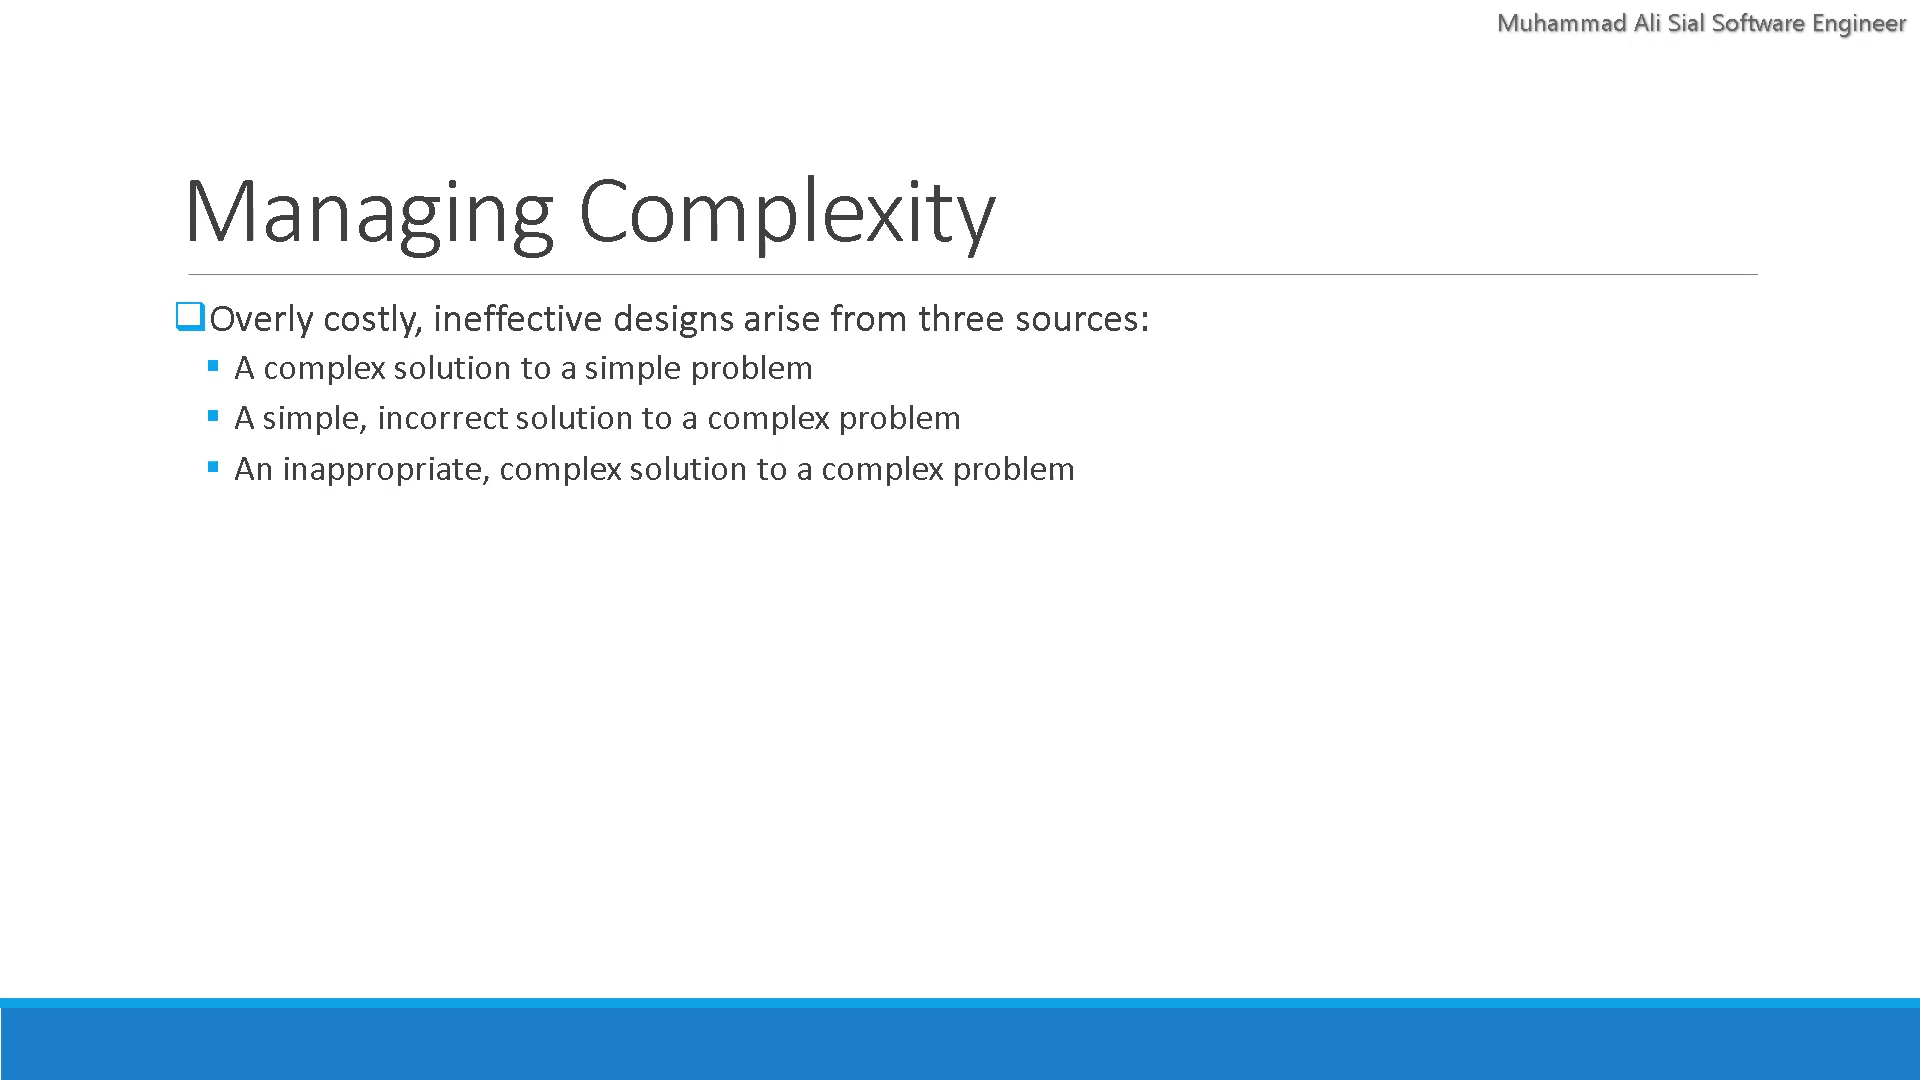 Muhammad Ali Sial Software Engineer
Managing Complexity
Overly costly, ineffective designs arise from three sources:
A complex solution to a simple problem
A simple, incorrect solution to a complex problem
An inappropriate, complex solution to a complex problem